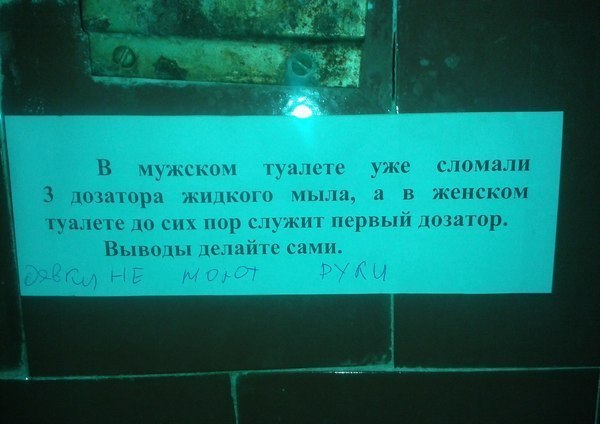 В мужском туалете уже сломали
3 дозатора жидкого мыла, а в женском
туалете до сих пор служит первый дозатор.
Выводы делайте сами.
девки НЕ моют РУКИ